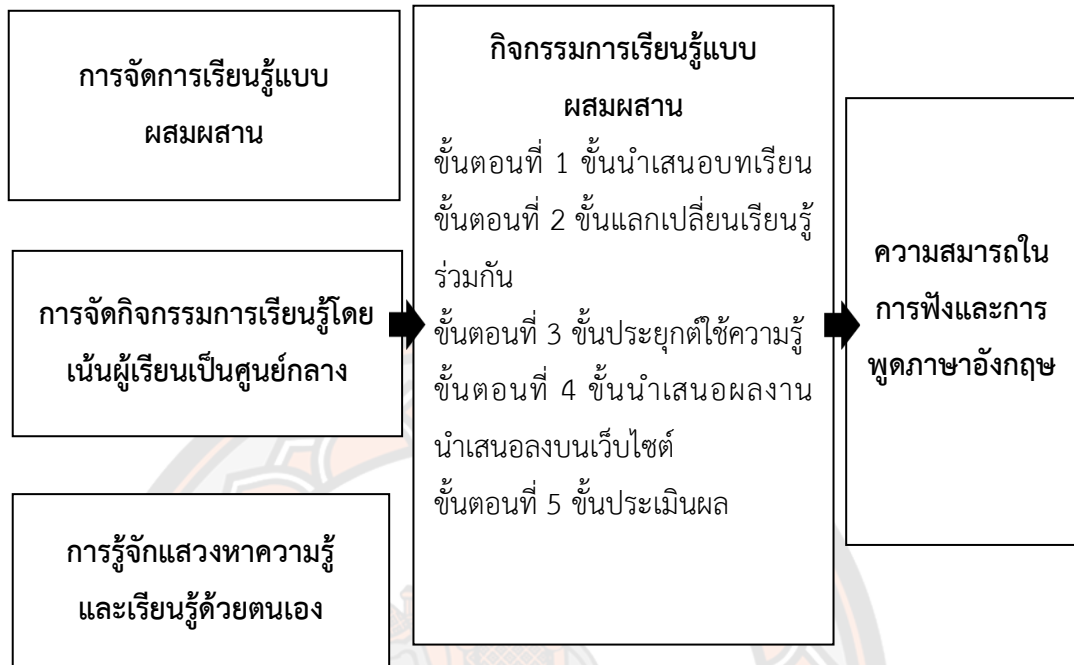 การจัดการเรียนรู้แบบ
ผสมผสาน
การจัดกิจกรรมการเรียนรู้โดย
เน้นผู้เรียนเป็นศูนย์กลาง
การรู้จักแสวงหาความรู้
และเรียนรู้ด้วยตนเอง
กิจกรรมการเรียนรู้แบบ
ผสมผสาน
ขั้นตอนที่ 1 ขั้นนำเสนอบทเรียน
ขั้นตอนที่ 2 ขั้นแลกเปลี่ยนเรียนรู้
ร่วมกัน
ขั้นตอนที่ 3 ขั้นประยุกต์ใช้ความรู้
ขั้นตอนที่ 4 ขั้นนำเสนอผลงาน
นำเสนอลงบนเว็บไซต์
ขั้นตอนที่ 5 ขั้นประเมินผล
ความสมารถใน
การฟังและการ
พูดภาษาอังกฤษ